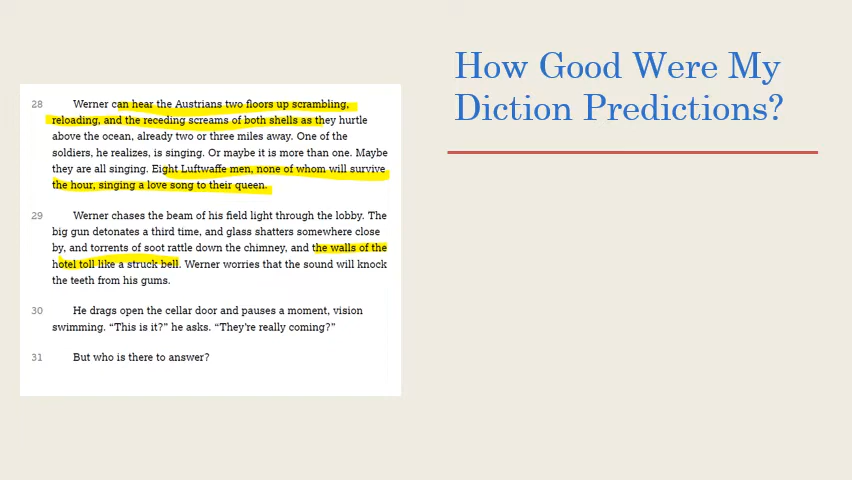 How Good Were My
Diction Predictions?
28 Werner can hear the Austrians two floors up scrambling,
reloading, and the receding screams of both shells as they hurtle
above the ocean, already two or three miles away. One of the
soldiers, he realizes, is singing. Or maybe it is more than one. Maybe
they are all singing. Eight Luftwaffe men, none of whom will survive
the hour, singing a love song to their queen.
29 Werner chases the beam of his field light through the lobby. The
big gun detonates a third time, and glass shatters somewhere close
by, and torrents of soot rattle down the chimney, and the walls of the
hotel toll like a struck bell. Werner worries that the sound will knock
the teeth from his gums.
30 He drags open the cellar door and pauses a moment, vision
swimming. “This is it?” he asks. “They’re really coming?”
31 But who is there to answer?